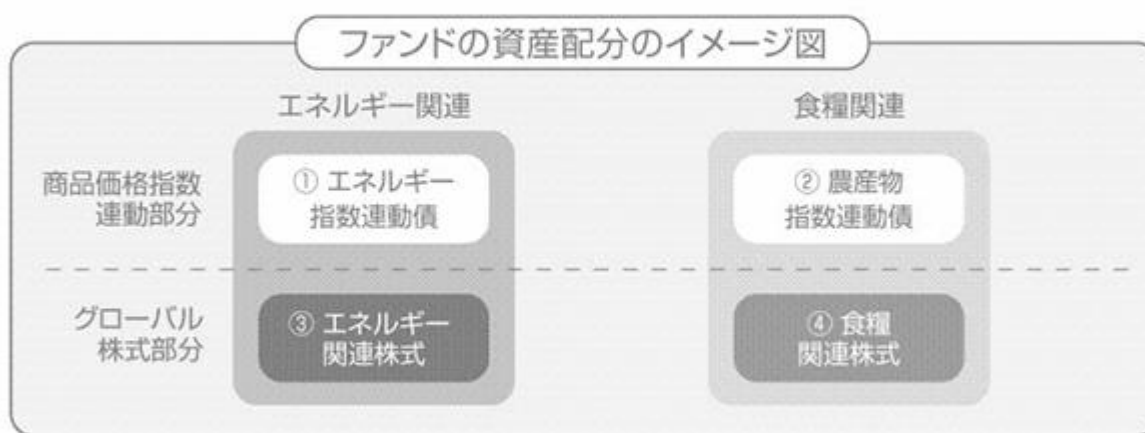 ファンドの資産配分のイメージ図
エネルギー関連
食糧関連
商品価格指数
連動部分
① エネルギー
指数連動債
② 農産物
指数連動債
グローバル
株式部分
③ エネルギー
関連株式
④ 食糧
関連株式